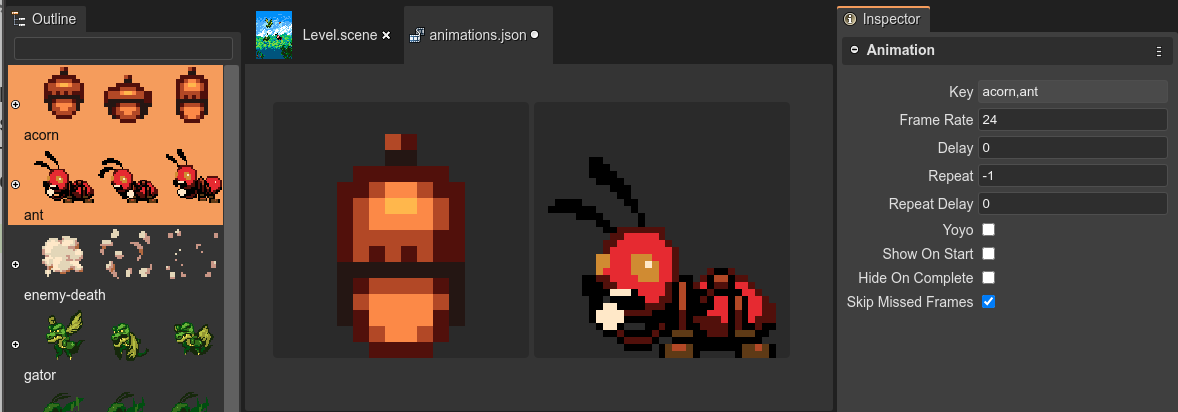 Outline
Level.scene ×
animations.json
Inspector
Animation
acorn
ant
enemy-death
gator
Key acorn,ant
Frame Rate 24
Delay 0
Repeat -1
Repeat Delay 0
Yoyo
Show On Start
Hide On Complete
Skip Missed Frames